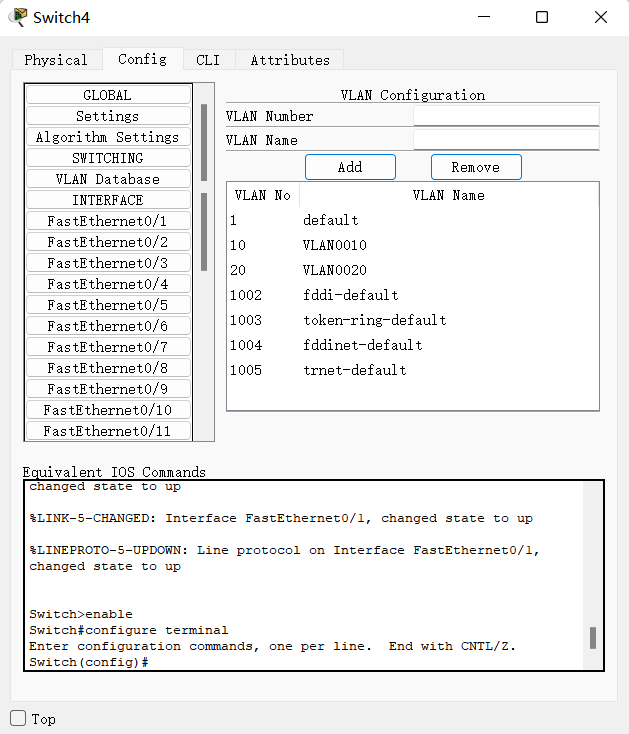 Switch4
Physical Config CLI Attributes
GLOBAL
Settings
Algorithm Settings
SWITCHING
VLAN Database
INTERFACE
FastEthernet0/1
FastEthernet0/2
FastEthernet0/3
FastEthernet0/4
FastEthernet0/5
FastEthernet0/6
FastEthernet0/7
FastEthernet0/8
FastEthernet0/9
FastEthernet0/10
FastEthernet0/11
VLAN Configuration
VLAN Number
VLAN Name
Add Remove
VLAN No VLAN Name
1 default
10 VLAN0010
20 VLAN0020
1002 fddi-default
1003 token-ring-default
1004 fddinet-default
1005 trnet-default
Equivalent IOS Commands
changed state to up
%LINK-5-CHANGED: Interface FastEthernet0/1, changed state to up
%LINEPROTO-5-UPDOWN: Line protocol on Interface FastEthernet0/1,
changed state to up
Switch>enable
Switch#configure terminal
Enter configuration commands, one per line.  End with CNTL/Z.
Switch(config)#
Top